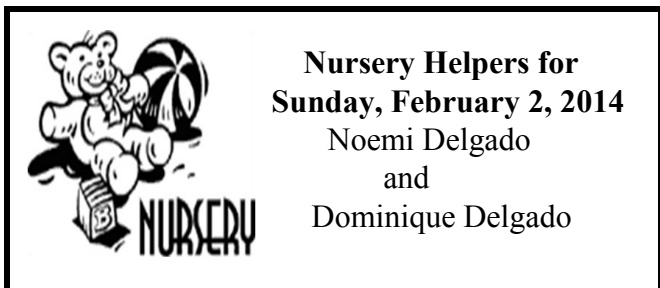 Nursery Helpers for
Sunday, February 2, 2014
Noemi Delgado
and
Dominique Delgado
B
NURSERY